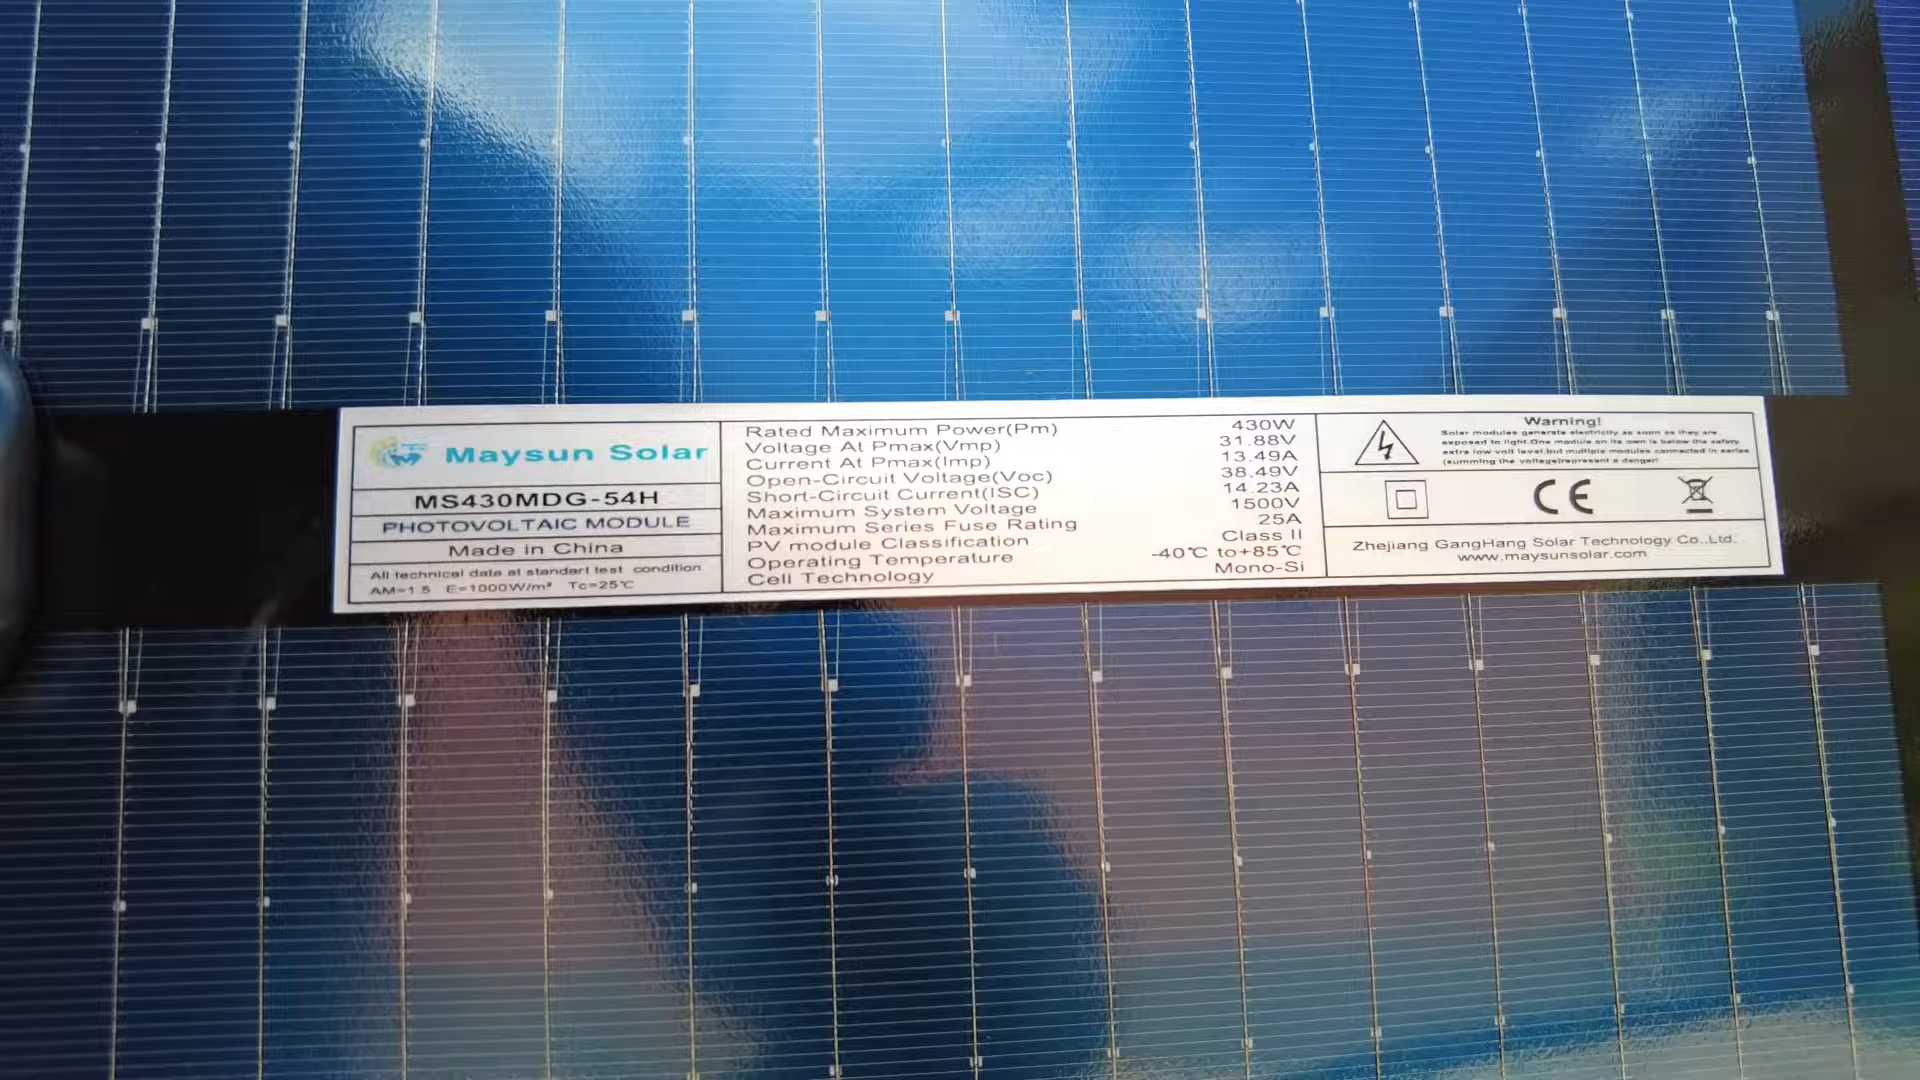 Maysun Solar
MS430MDG-54H
PHOTOVOLTAIC MODULE
Made in China
All technical data at standart test condition
AM=1.5 E=1000W/m² Tc=25℃
Rated Maximum Power(Pm) 430W
Voltage At Pmax(Vmp) 31.88V
Current At Pmax(Imp) 13.49A
Open-Circuit Voltage(Voc) 38.49V
Short-Circuit Current(ISC) 14.23A
Maximum System Voltage 1500V
Maximum Series Fuse Rating 25A
PV module Classification Class II
Operating Temperature -40℃ to+85℃
Cell Technology Mono-Si
Warning!
Solar modules generate electricity as soon as they are
exposed to light.One module on its own is below the safety
extra low volt level,but multiple modules connected in series
(summing the voltage)represent a danger!
CE
Zhejiang GangHang Solar Technology Co.,Ltd.
www.maysunsolar.com